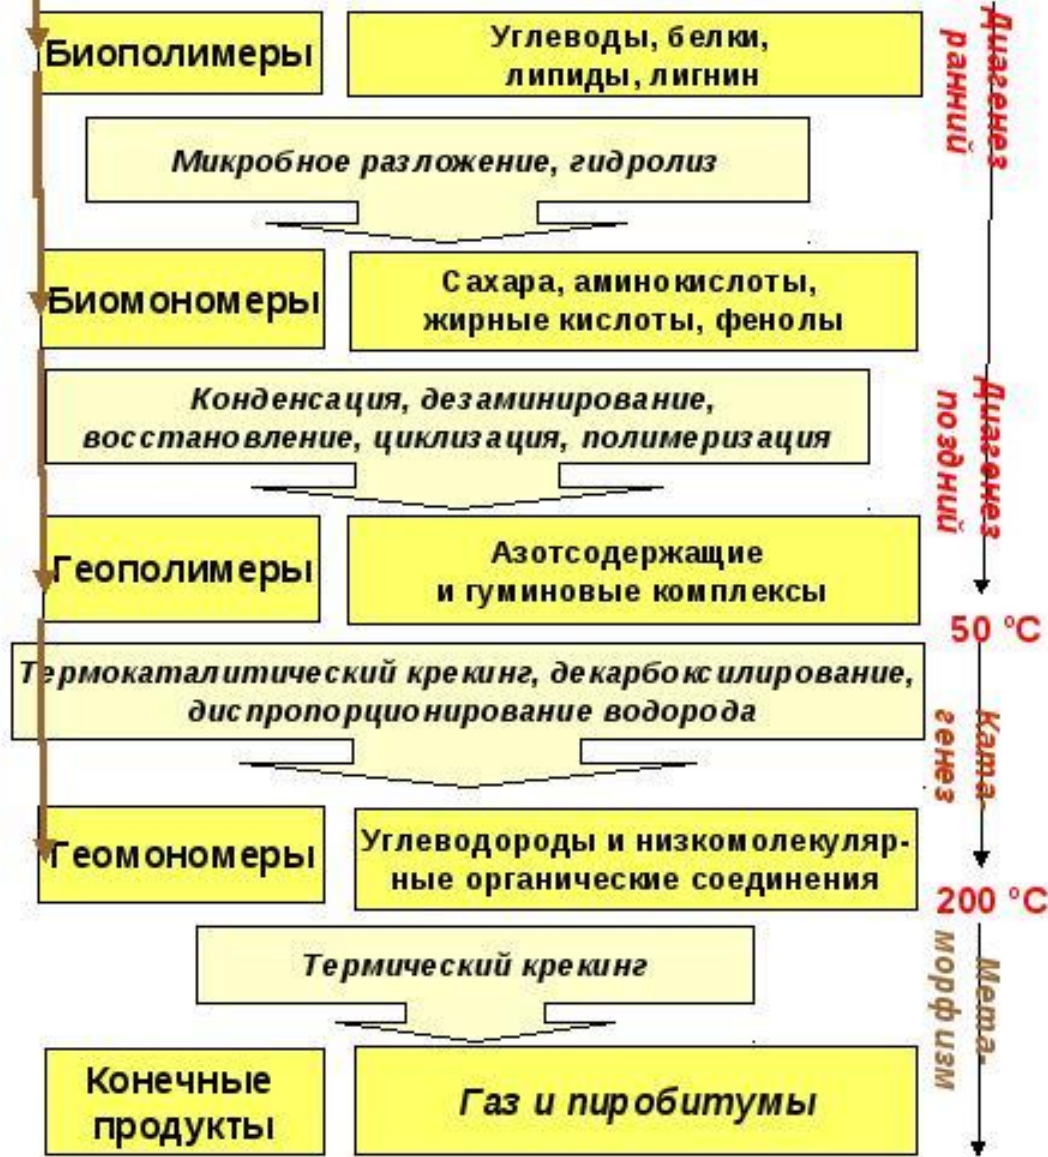 Биополимеры
Углеводы, белки,
липиды, лигнин
Диагенез
ранний
Микробное разложение, гидролиз
Биомономеры
Сахара, аминокислоты,
жирные кислоты, фенолы
Конденсация, дезаминирование,
восстановление, циклизация, полимеризация
Диагенез
поздний
Геополимеры
Азотсодержащие
и гуминовые комплексы
50 °С
Термокаталитический крекинг, декарбоксилирование,
диспропорционирование водорода
Ката-
генез
Геомономеры
Углеводороды и низкомолекуляр-
ные органические соединения
200 °С
Термический крекинг
Мета-
морфизм
Конечные
продукты
Газ и пиробитумы